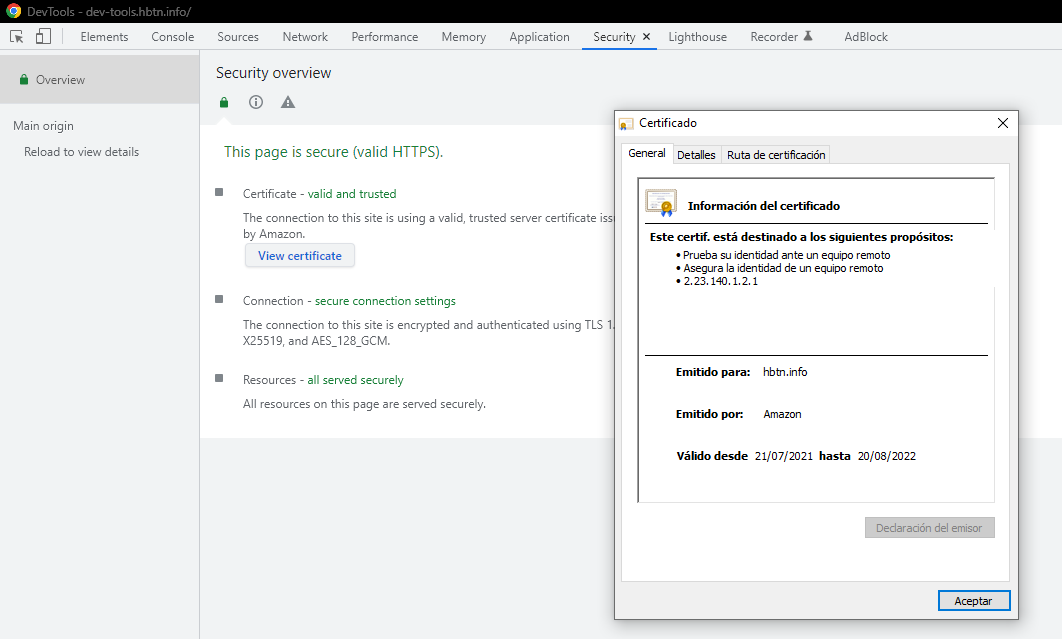 DevTools - dev-tools.hbtn.info/
Elements Console Sources Network Performance Memory Application Security × Lighthouse Recorder AdBlock
Overview
Main origin
Reload to view details
Security overview
This page is secure (valid HTTPS).
Certificate - valid and trusted
The connection to this site is using a valid, trusted server certificate
by Amazon.
View certificate
Connection - secure connection settings
The connection to this site is encrypted and authenticated using TLS 1.
X25519, and AES_128_GCM.
Resources - all served securely
All resources on this page are served securely.
Certificado
General Detalles Ruta de certificación
Información del certificado
Este certif. está destinado a los siguientes propósitos:
• Prueba su identidad ante un equipo remoto
• Asegura la identidad de un equipo remoto
• 2.23.140.1.2.1
Emitido para: hbtn.info
Emitido por: Amazon
Válido desde 21/07/2021 hasta 20/08/2022
Declaración del emisor
Aceptar